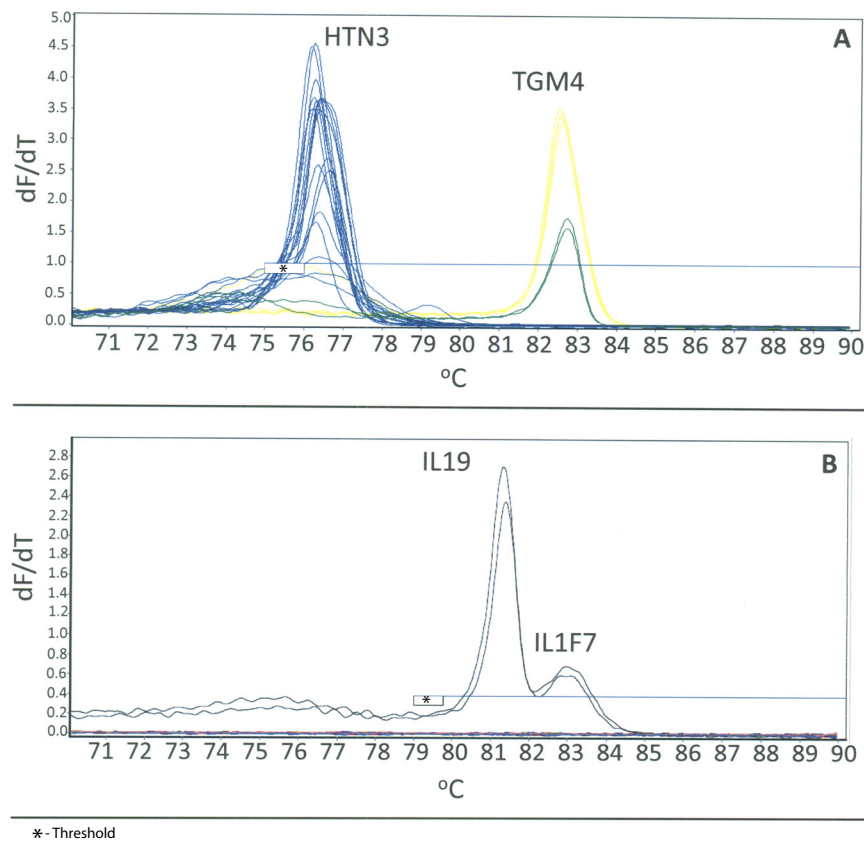 HTN3
A
TGM4
dF/dT
5.0
4.5
4.0
3.5
3.0
2.5
2.0
1.5
1.0
0.5
0.0
*
71 72 73 74 75 76 77 78 79 80 81 82 83 84 85 86 87 88 89 90
oC
IL19
B
IL1F7
dF/dT
2.8
2.6
2.4
2.2
2.0
1.8
1.6
1.4
1.2
1.0
0.8
0.6
0.4
0.2
0.0
*
71 72 73 74 75 76 77 78 79 80 81 82 83 84 85 86 87 88 89 90
oC
* - Threshold